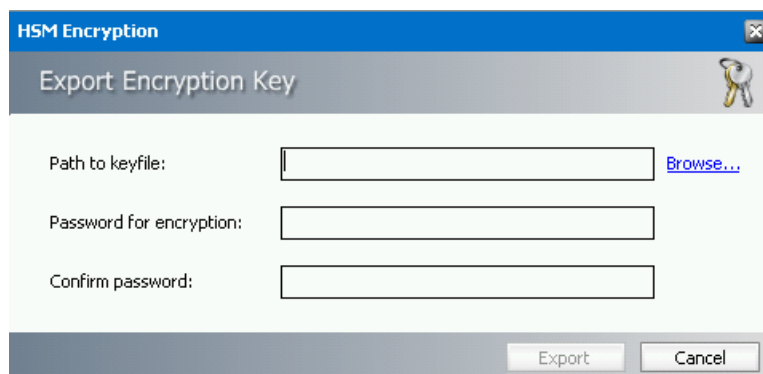 HSM Encryption
Export Encryption Key
Path to keyfile:
Browse...
Password for encryption:
Confirm password:
Export
Cancel